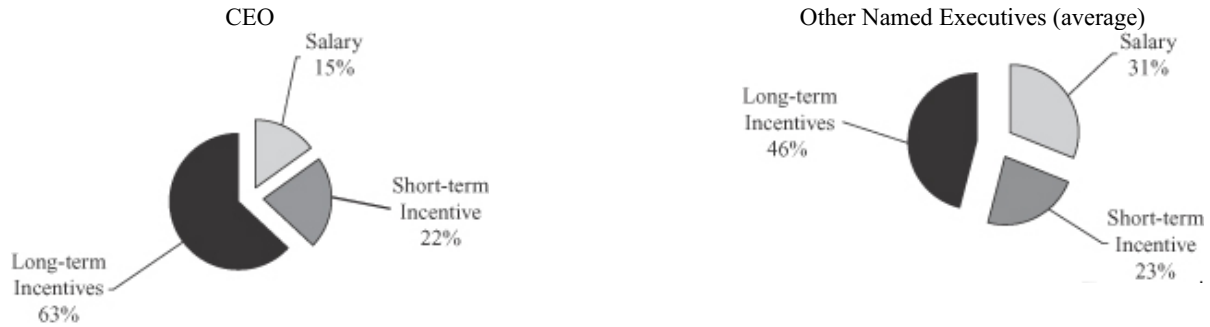 CEO
Salary
15%
Short-term
Incentive
22%
Long-term
Incentives
63%
Other Named Executives (average)
Salary
31%
Long-term
Incentives
46%
Short-term
Incentive
23%